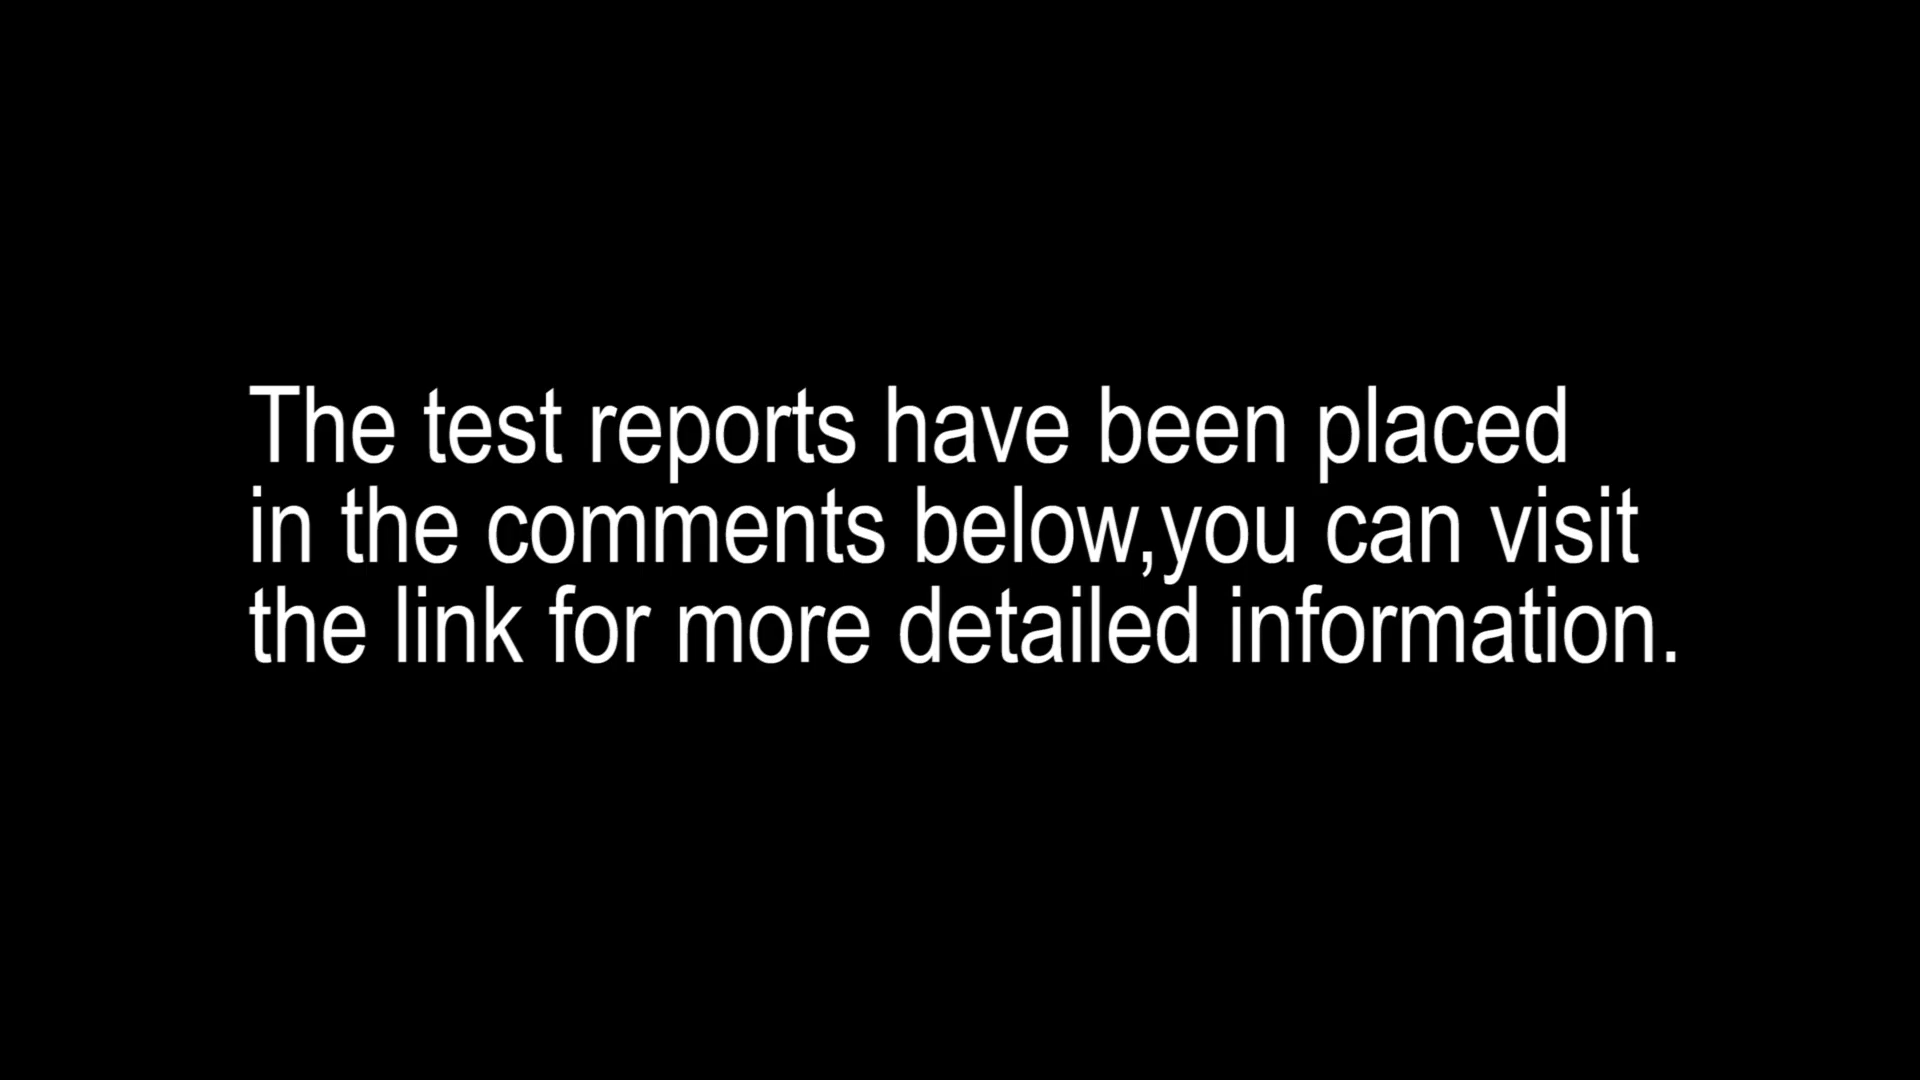 The test reports have been placed
in the comments below,you can visit
the link for more detailed information.